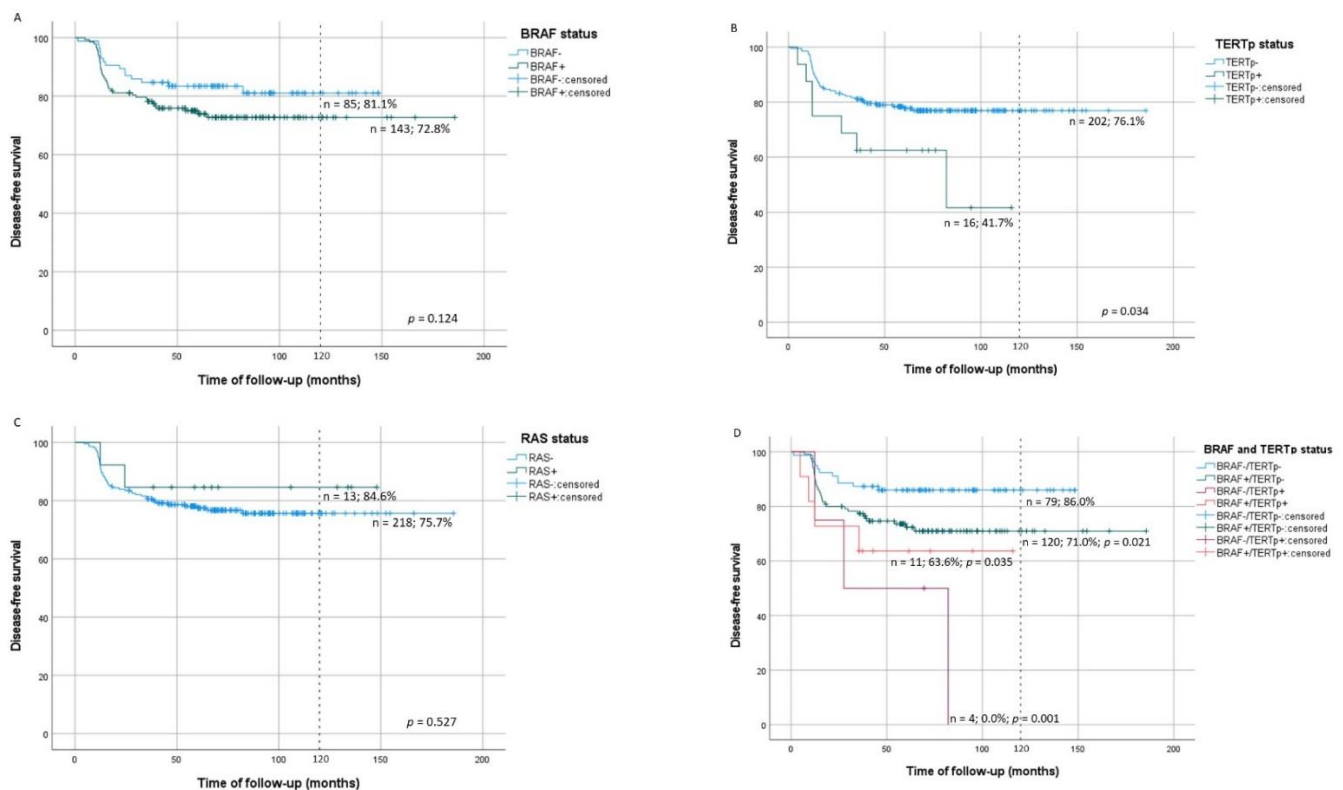 A
BRAF status
BRAF-
BRAF+
BRAF-:censored
BRAF+:censored
100
80
60
40
20
0
n = 85; 81.1%
n = 143; 72.8%
p = 0.124
0 50 100 120 150 200
Disease-free survival
Time of follow-up (months)
B
TERTp status
TERTp-
TERTp+
TERTp-:censored
TERTp+:censored
100
80
60
40
20
0
n = 202; 76.1%
n = 16; 41.7%
p = 0.034
0 50 100 120 150 200
Disease-free survival
Time of follow-up (months)
C
RAS status
RAS-
RAS+
RAS-:censored
RAS+:censored
100
80
60
40
20
0
n = 13; 84.6%
n = 218; 75.7%
p = 0.527
0 50 100 120 150 200
Disease-free survival
Time of follow-up (months)
D
BRAF and TERTp status
BRAF-/TERTp-
BRAF+/TERTp-
BRAF-/TERTp+
BRAF+/TERTp+
BRAF-/TERTp-:censored
BRAF+/TERTp-:censored
BRAF-/TERTp+:censored
BRAF+/TERTp+:censored
100
80
60
40
20
0
n = 79; 86.0%
n = 120; 71.0%; p = 0.021
n = 11; 63.6%; p = 0.035
n = 4; 0.0%; p = 0.001
0 50 100 120 150 200
Disease-free survival
Time of follow-up (months)